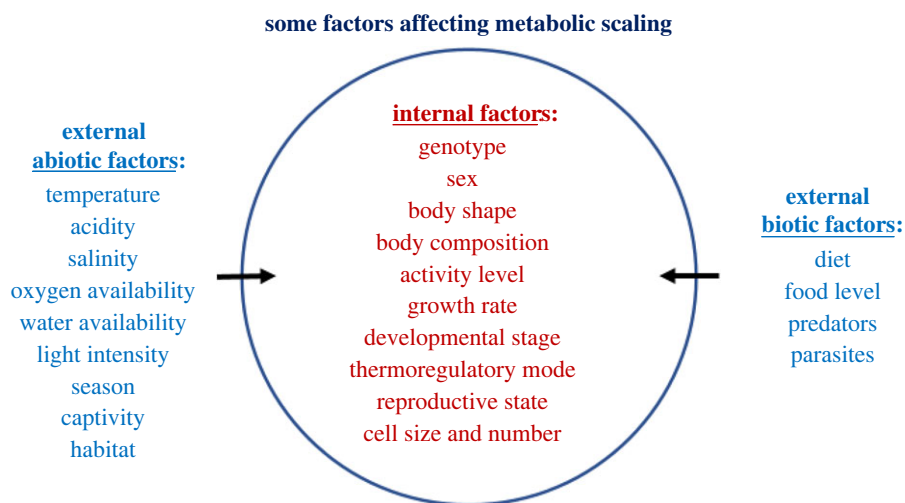 some factors affecting metabolic scaling
external
abiotic factors:
temperature
acidity
salinity
oxygen availability
water availability
light intensity
season
captivity
habitat
internal factors:
genotype
sex
body shape
body composition
activity level
growth rate
developmental stage
thermoregulatory mode
reproductive state
cell size and number
external
biotic factors:
diet
food level
predators
parasites